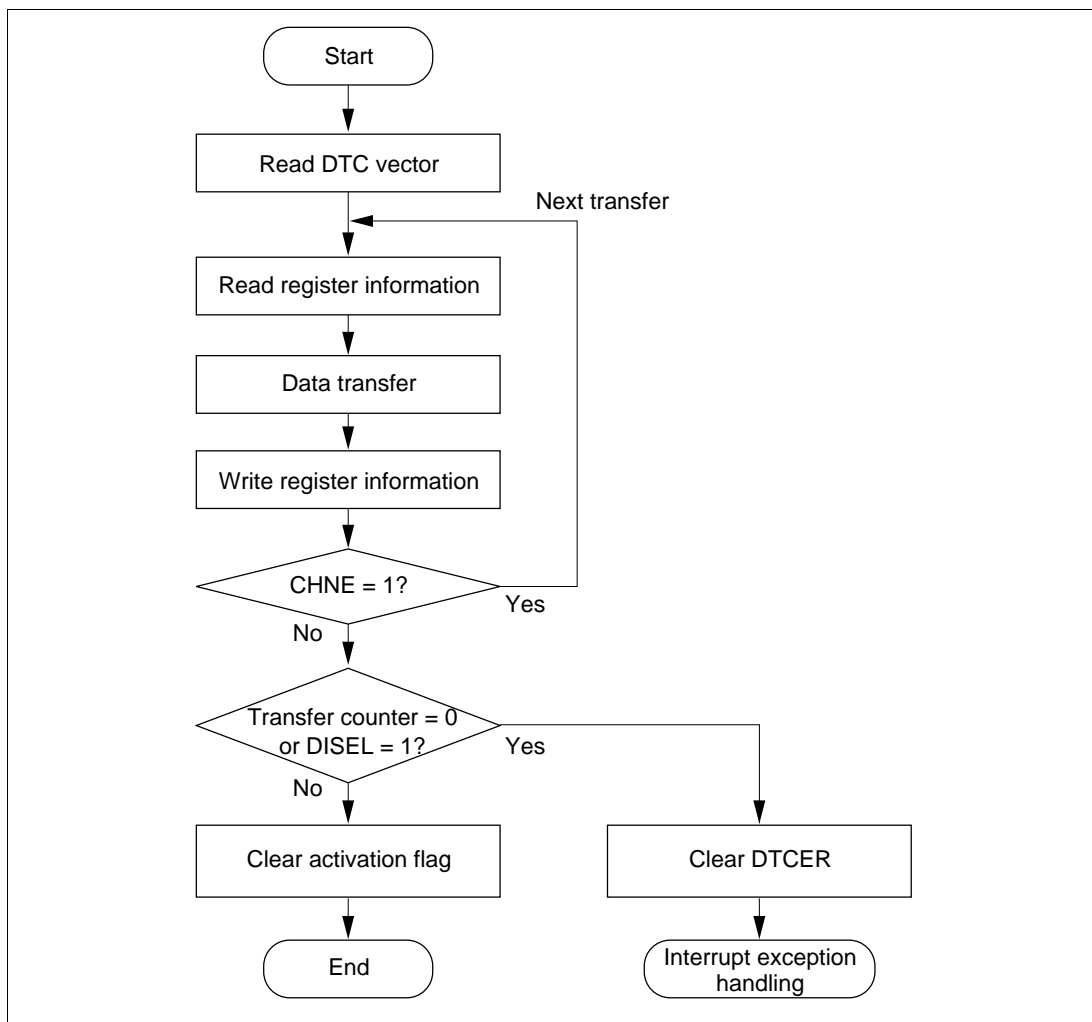 Start
Read DTC vector
Next transfer
Read register information
Data transfer
Write register information
CHNE = 1?
Yes
No
Transfer counter = 0
or DISEL = 1?
Yes
No
Clear activation flag
Clear DTCER
End
Interrupt exception
handling